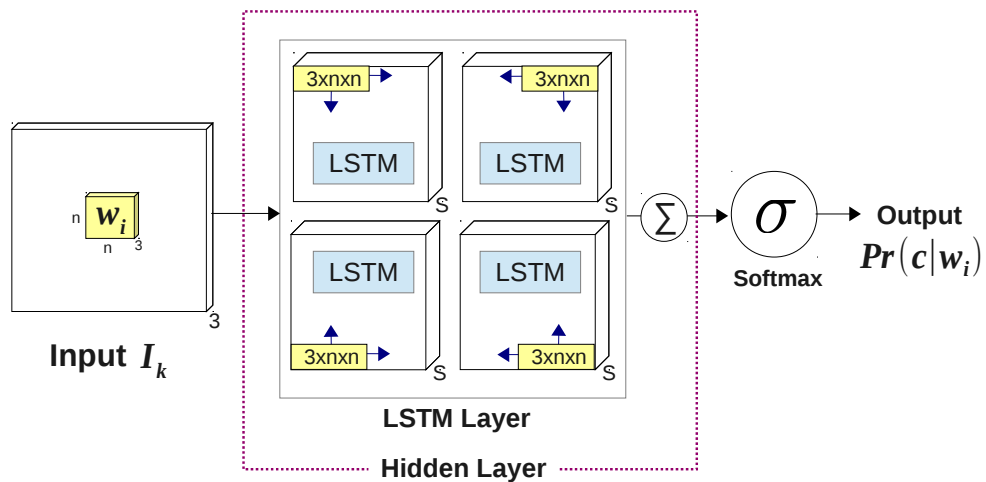 n
w_i
n
3
3
Input I_k
3xnxn
LSTM
S
3xnxn
LSTM
S
LSTM
3xnxn
S
LSTM
3xnxn
S
LSTM Layer
Hidden Layer
Σ
σ
Softmax
Output
Pr(c|w_i)